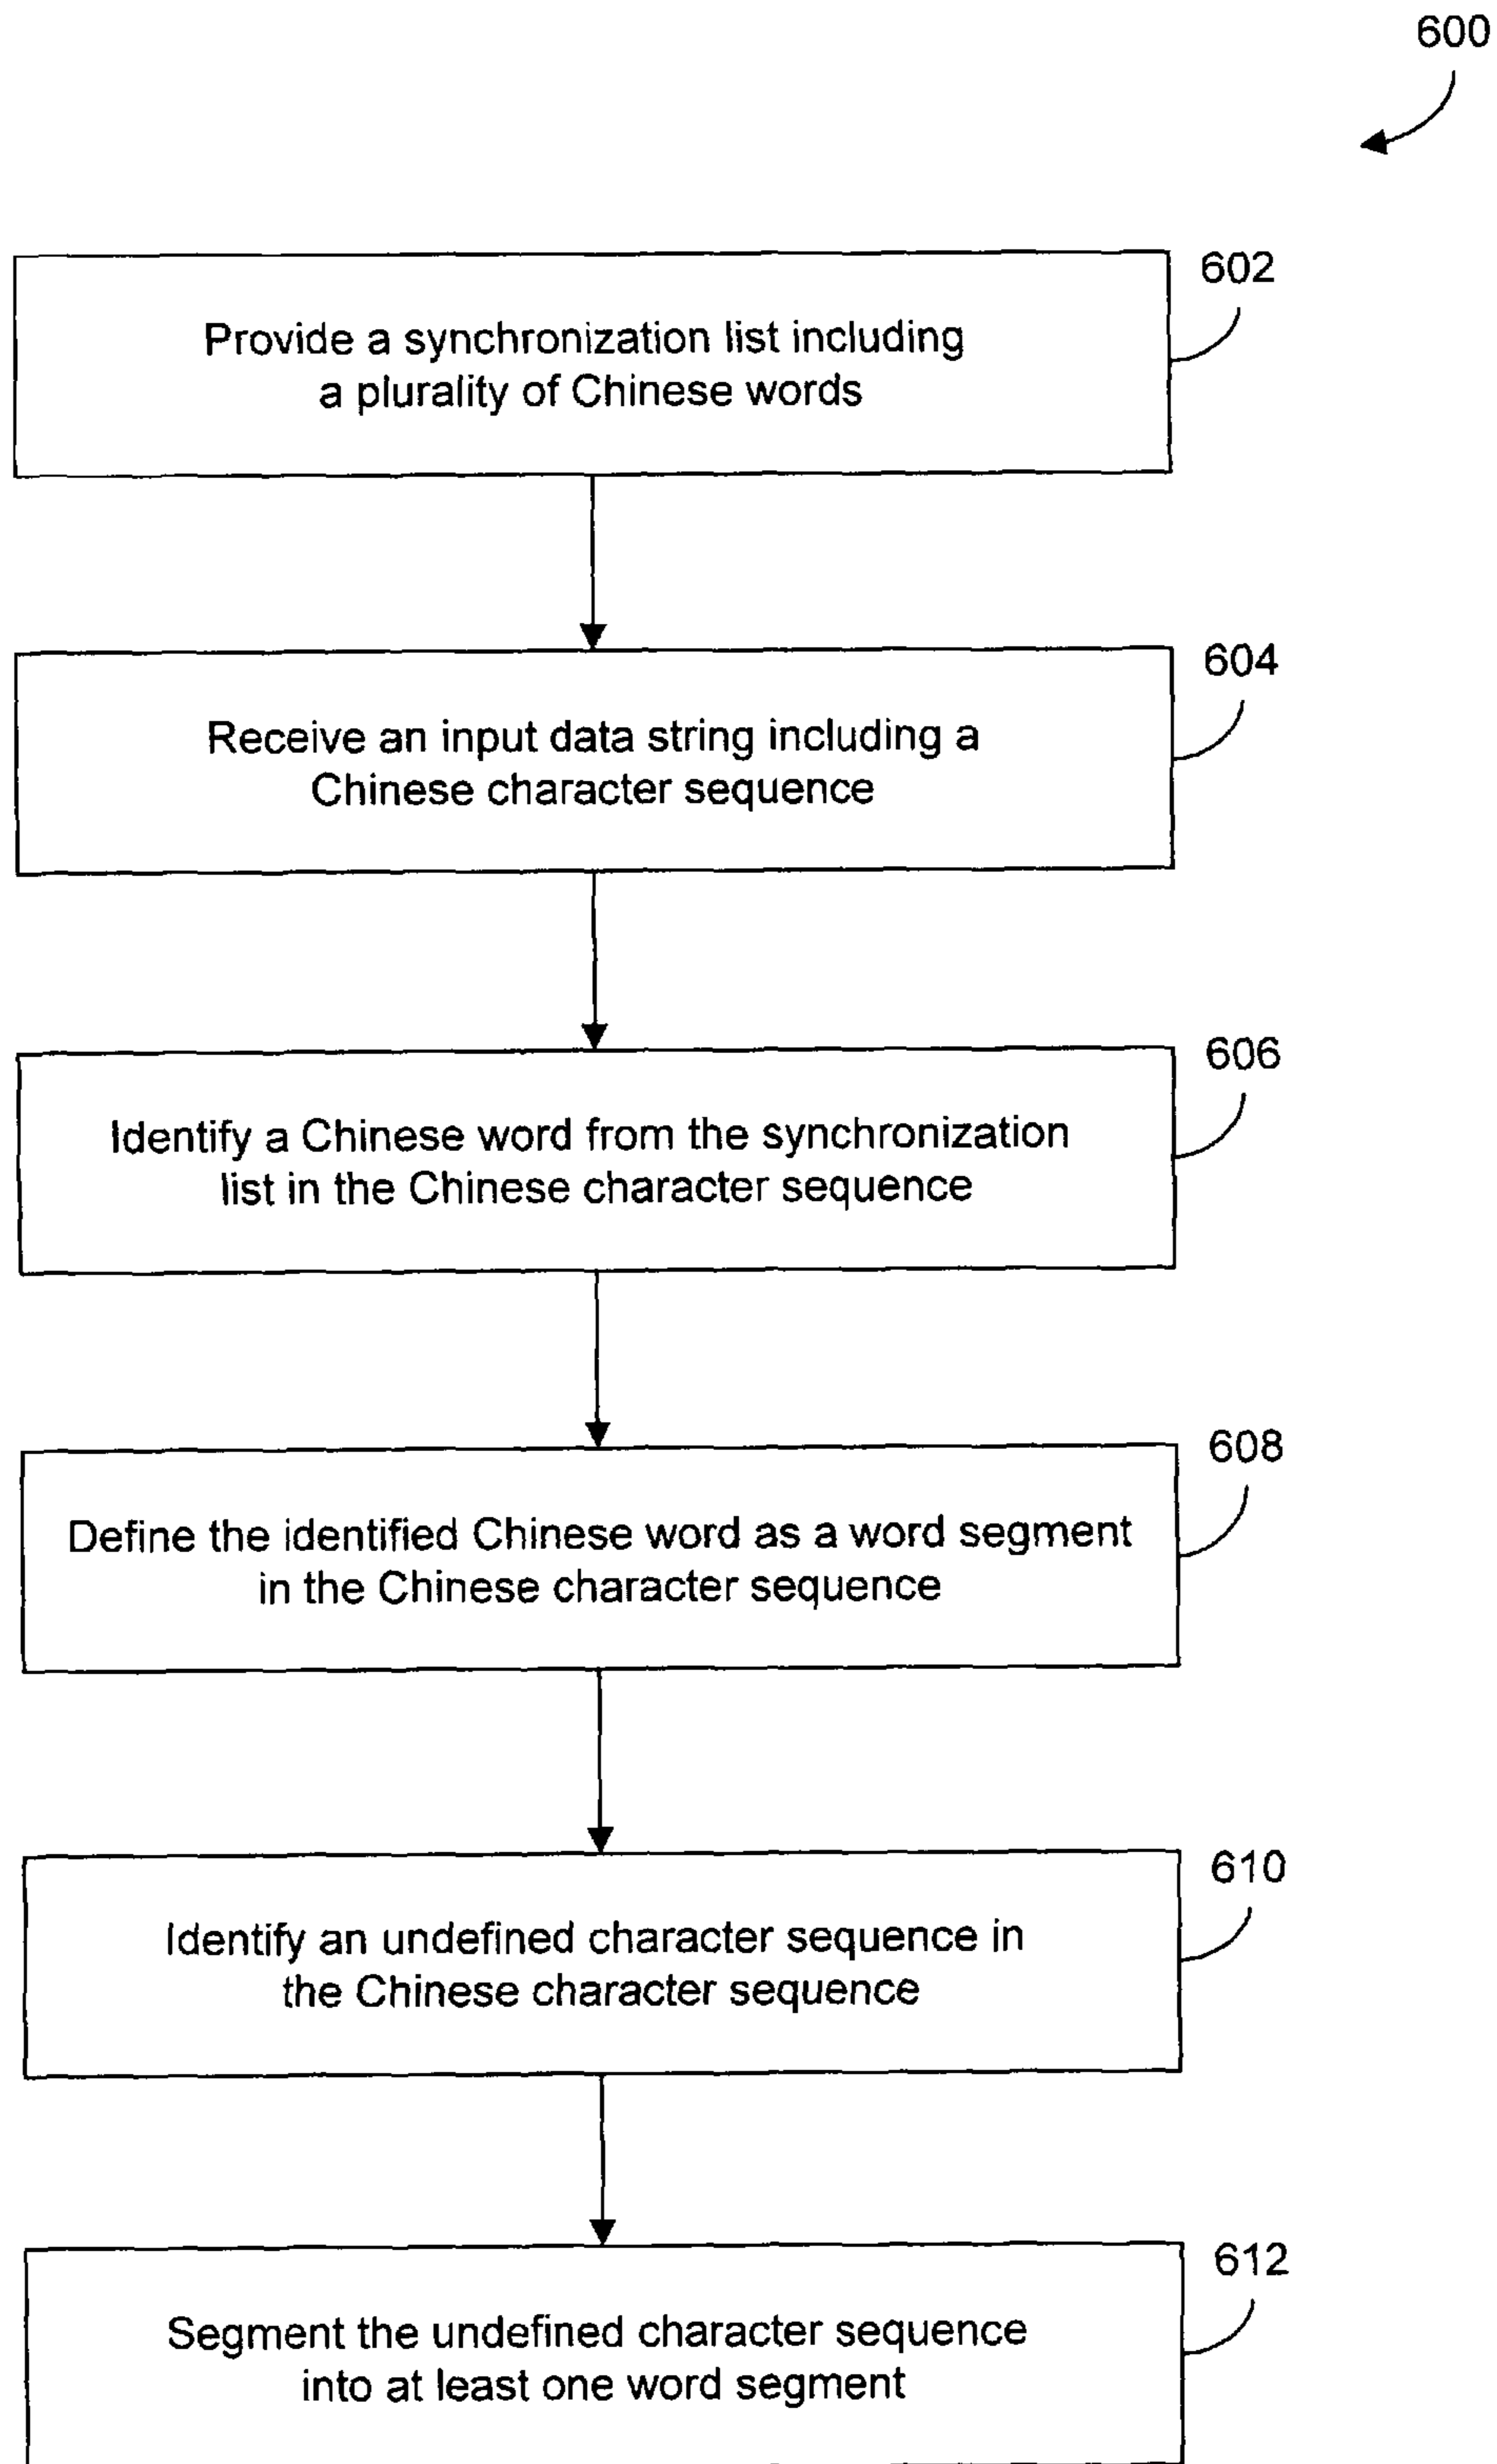 600
602
Provide a synchronization list including
a plurality of Chinese words
604
Receive an input data string including a
Chinese character sequence
606
Identify a Chinese word from the synchronization
list in the Chinese character sequence
608
Define the identified Chinese word as a word segment
in the Chinese character sequence
610
Identify an undefined character sequence in
the Chinese character sequence
612
Segment the undefined character sequence
into at least one word segment